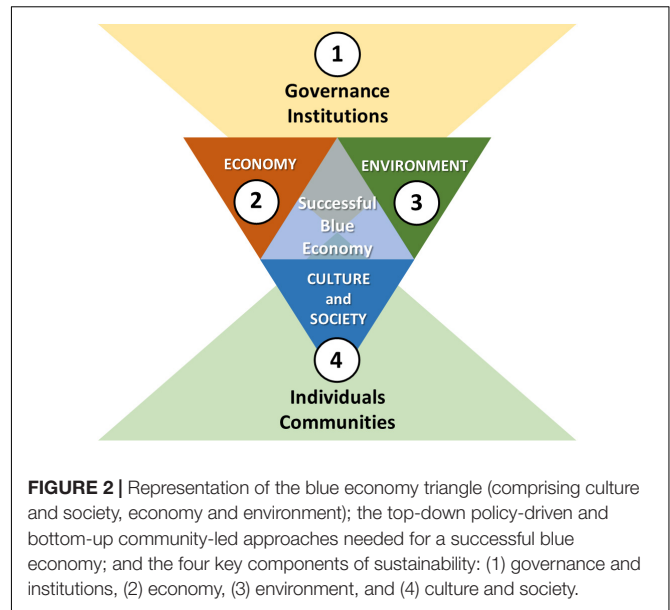 1
Governance
Institutions
ECONOMY
ENVIRONMENT
2
3
Successful
Blue
Economy
CULTURE
and
SOCIETY
4
Individuals
Communities
FIGURE 2 | Representation of the blue economy triangle (comprising culture
and society, economy and environment); the top-down policy-driven and
bottom-up community-led approaches needed for a successful blue
economy; and the four key components of sustainability: (1) governance and
institutions, (2) economy, (3) environment, and (4) culture and society.